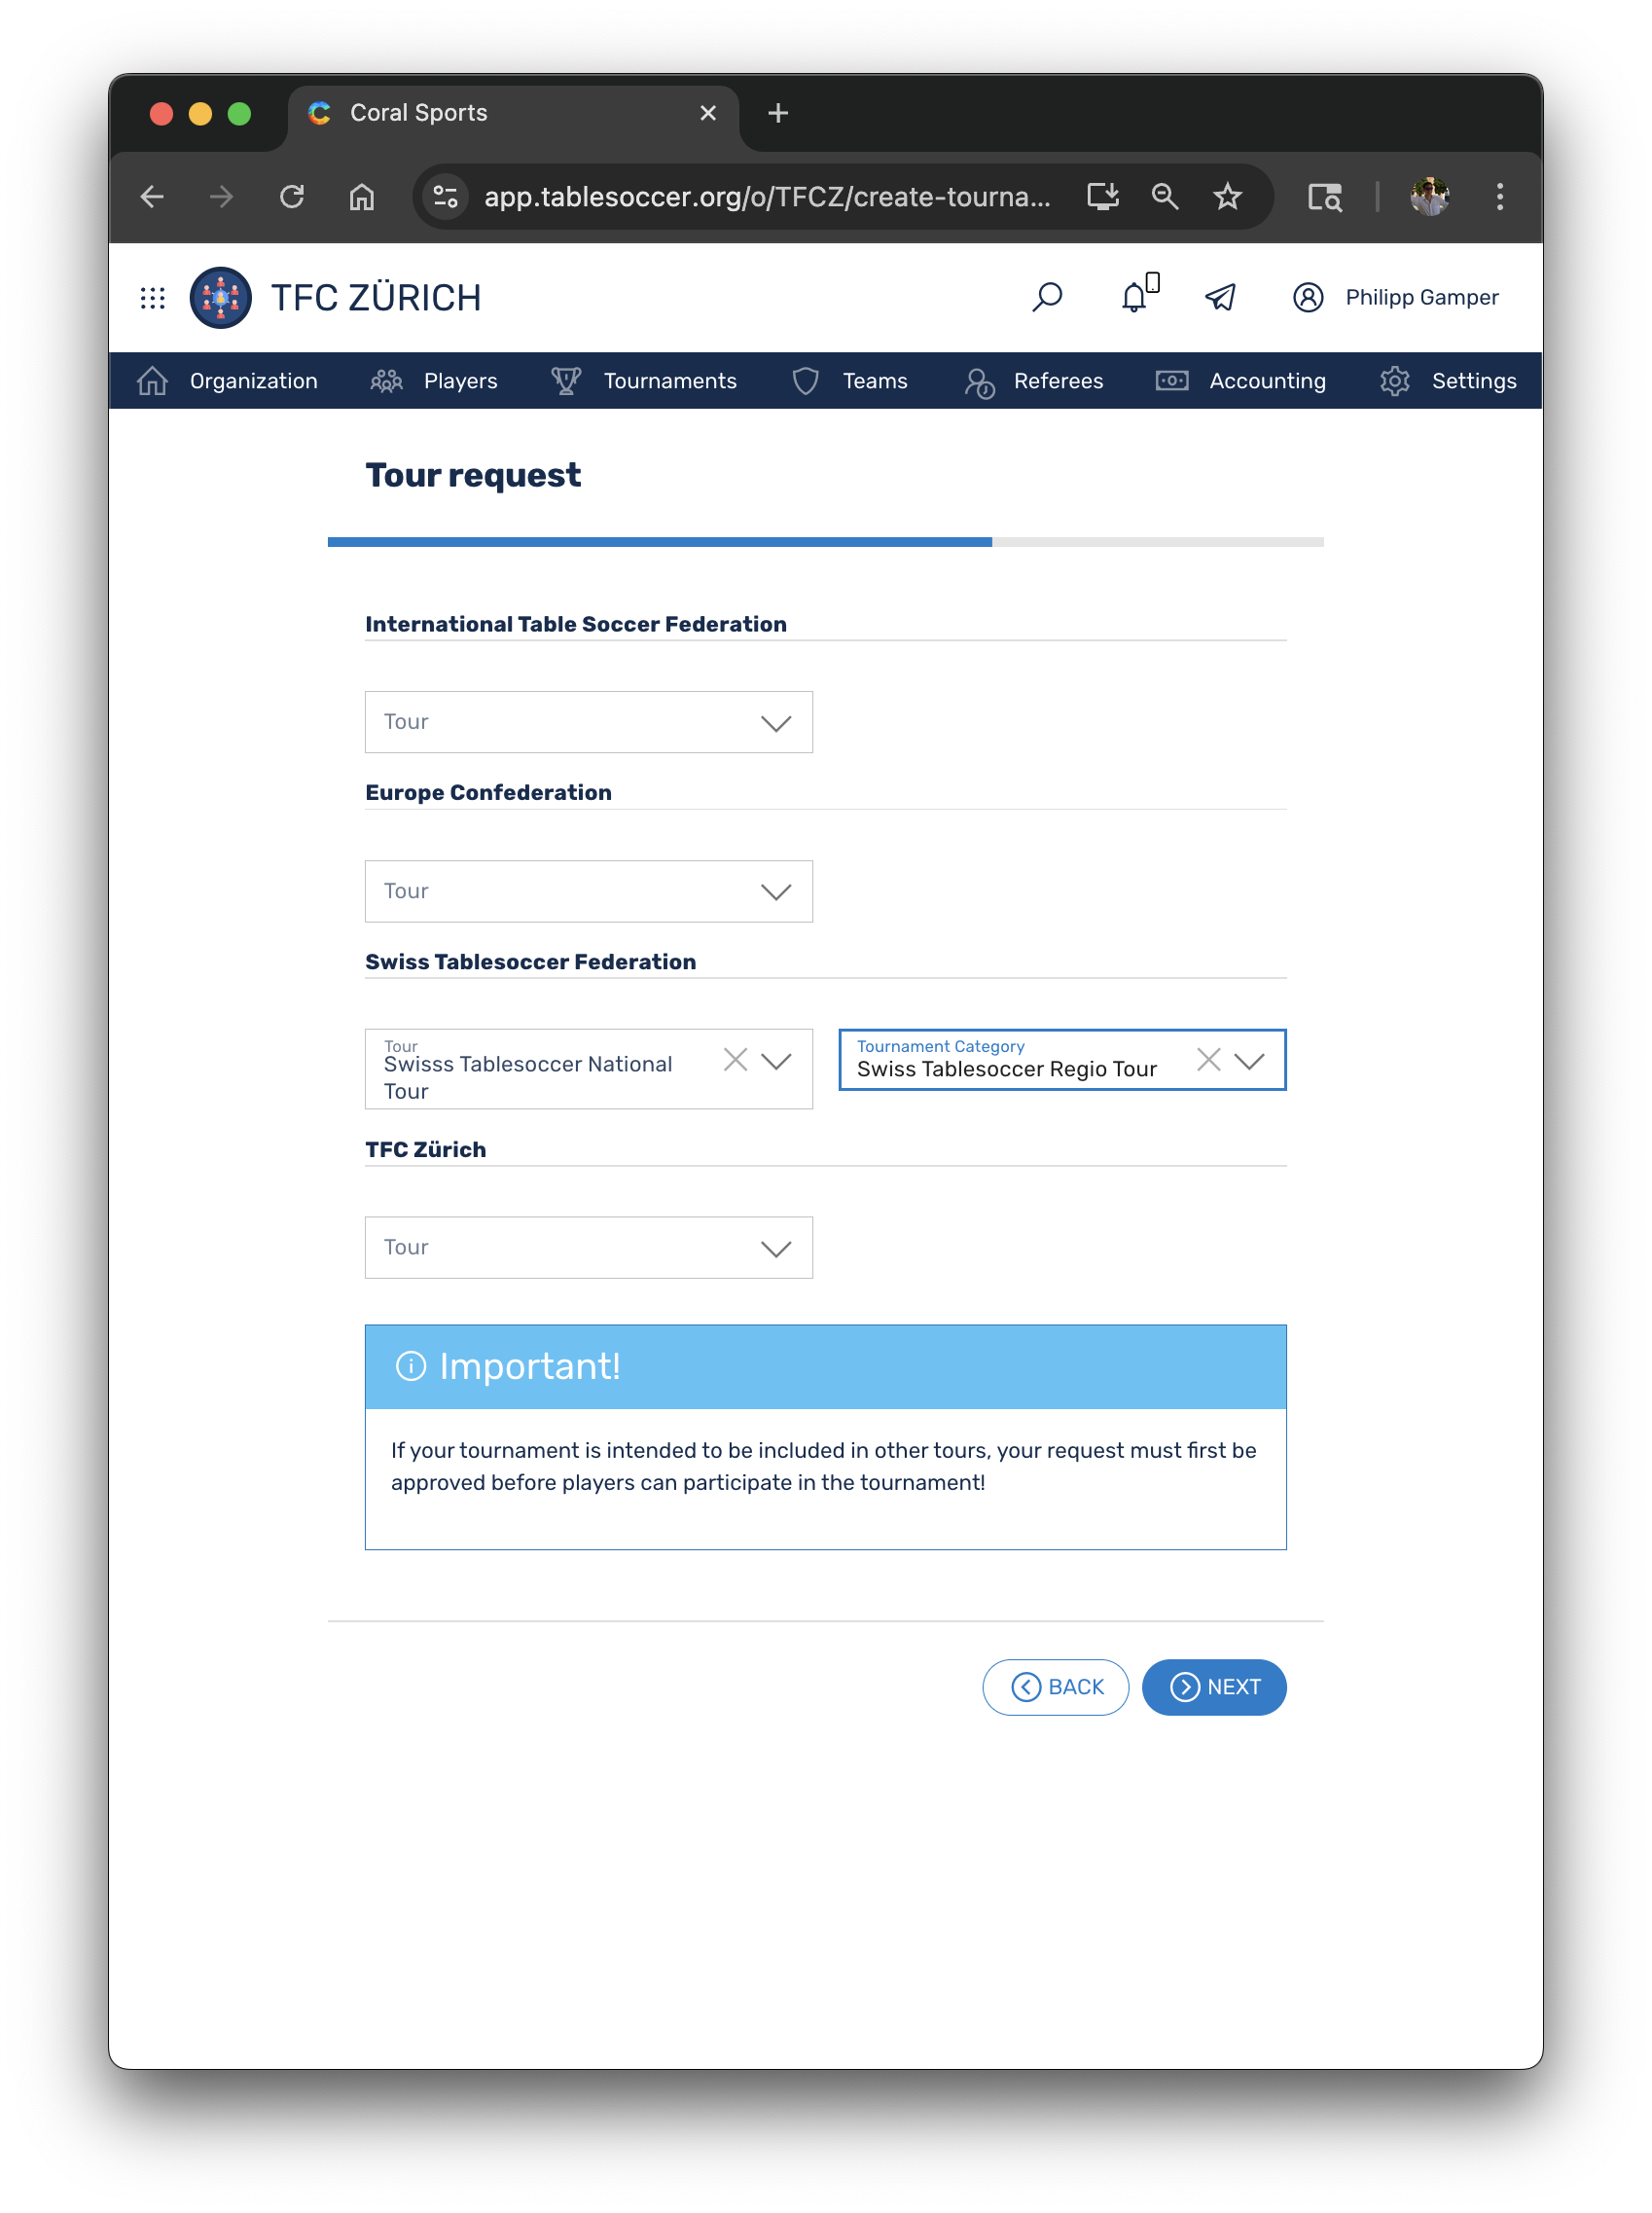 Coral Sports
app.tablesoccer.org/o/TFCZ/create-tourna...
TFC ZÜRICH
Philipp Gamper
Organization Players Tournaments Teams Referees Accounting Settings
Tour request
International Table Soccer Federation
Tour
Europe Confederation
Tour
Swiss Tablesoccer Federation
Tour
Swisss Tablesoccer National
Tour
Tournament Category
Swiss Tablesoccer Regio Tour
TFC Zürich
Tour
Important!
If your tournament is intended to be included in other tours, your request must first be
approved before players can participate in the tournament!
BACK NEXT